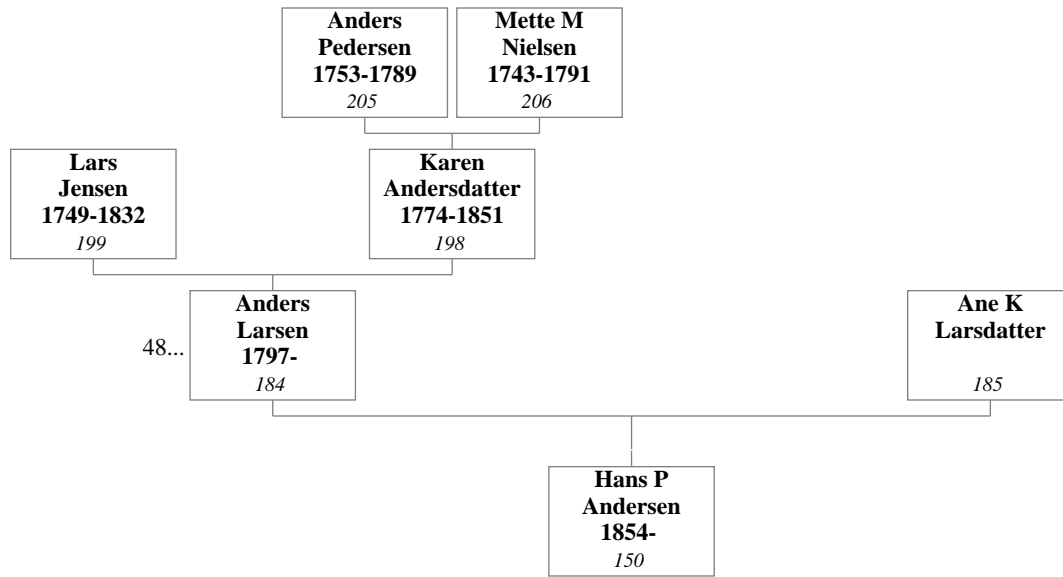 Anders
Pedersen
1753-1789
205
Mette M
Nielsen
1743-1791
206
Lars
Jensen
1749-1832
199
Karen
Andersdatter
1774-1851
198
48...
Anders
Larsen
1797-
184
Ane K
Larsdatter
185
Hans P
Andersen
1854-
150